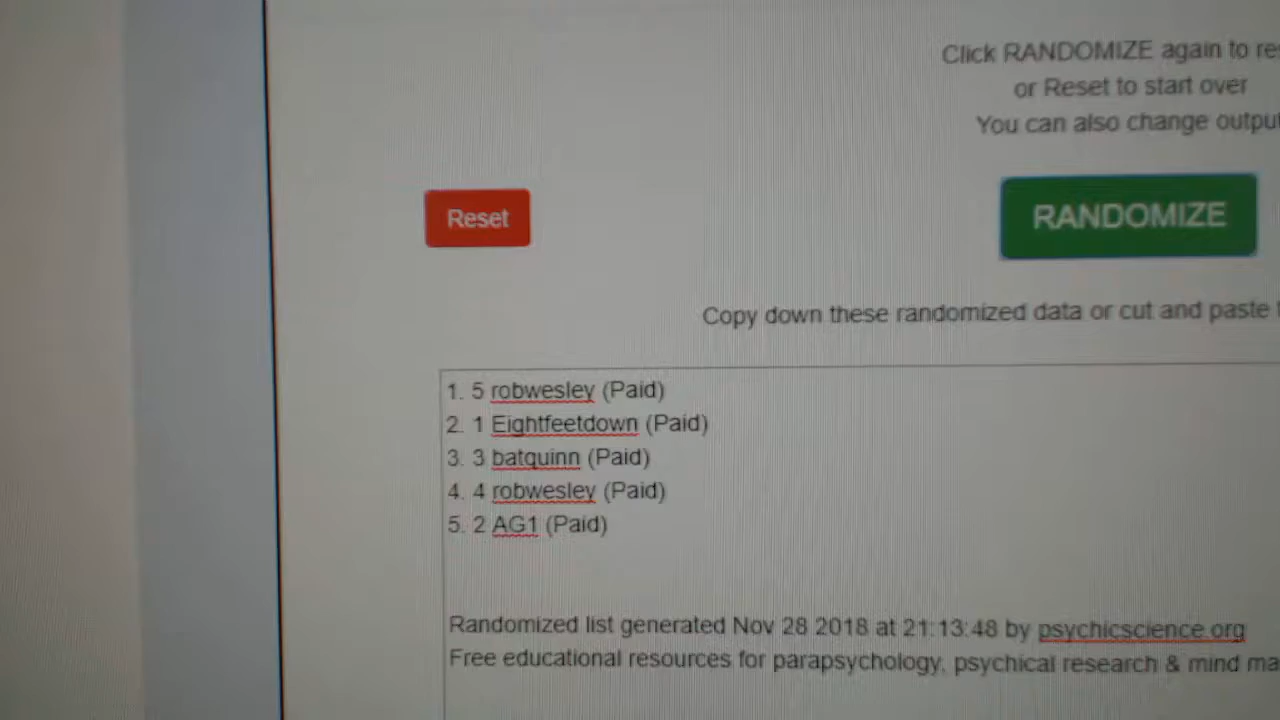 Click RANDOMIZE again to
or Reset to start over
You can also change output
Reset
RANDOMIZE
Copy down these randomized data or cut and paste
1. 5 robwesley (Paid)
2. 1 Eightfeetdown (Paid)
3. 3 batquinn (Paid)
4. 4 robwesley (Paid)
5. 2 AG1 (Paid)
Randomized list generated Nov 28 2018 at 21:13:48 by psychicscience.org
Free educational resources for parapsychology, psychical research & mind